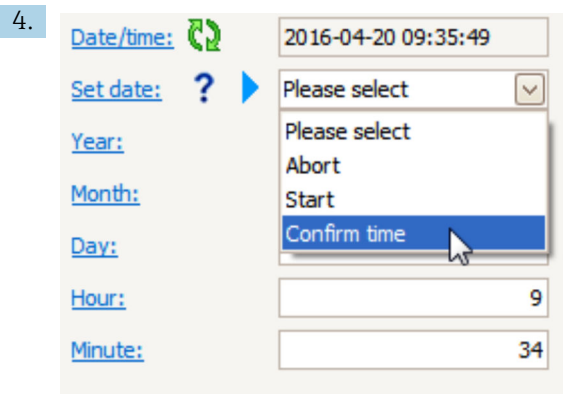 4.
Date/time: 2016-04-20 09:35:49
Set date: ? Please select
Please select
Year:
Abort
Month:
Start
Confirm time
Day:
Hour: 9
Minute: 34